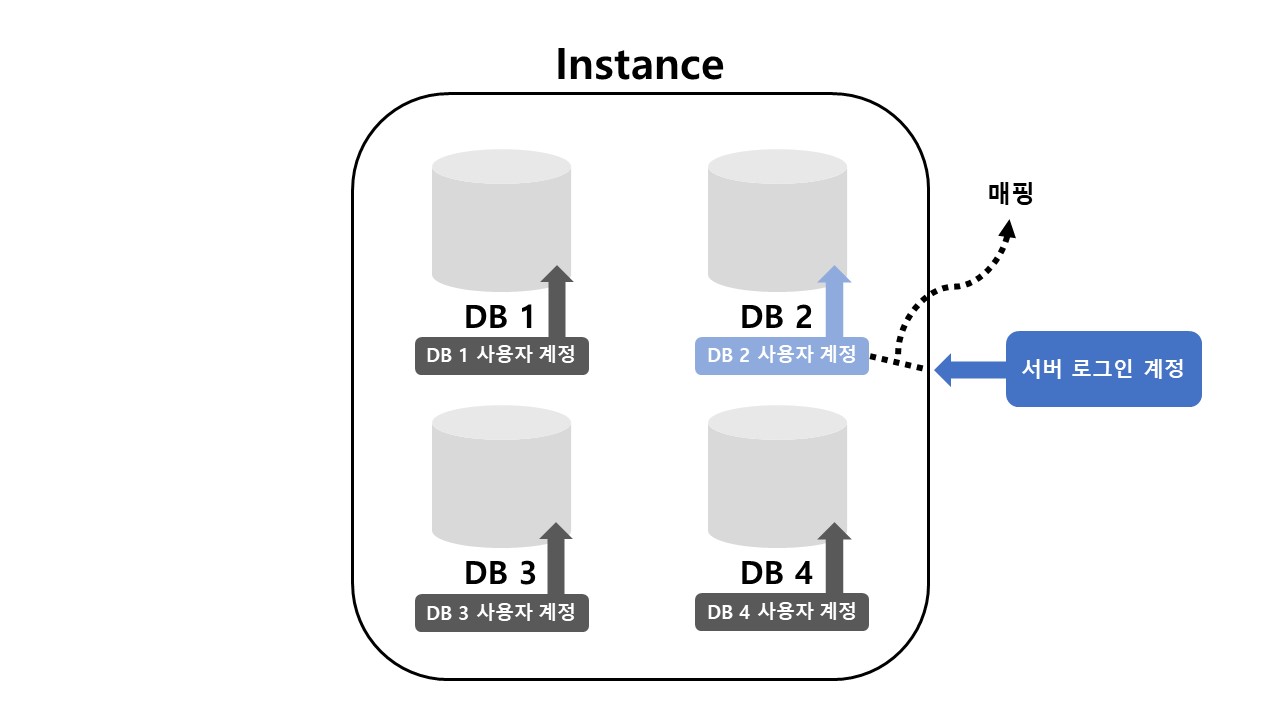 Instance
매핑
DB 1
DB 2
DB 1 사용자 계정
DB 2 사용자 계정
서버 로그인 계정
DB 3
DB 4
DB 3 사용자 계정
DB 4 사용자 계정